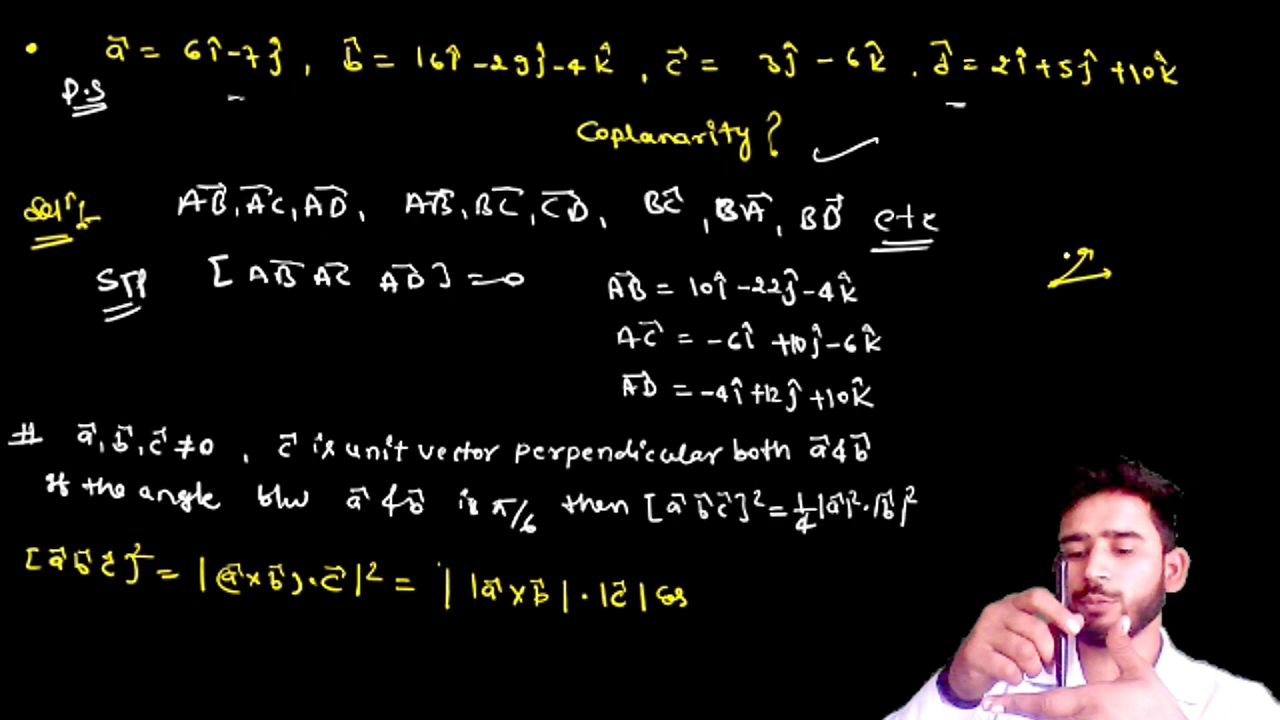 • a⃗ = 6î - 7ĵ, b⃗ = 16î - 29ĵ - 4k̂, c⃗ = 3ĵ - 6k̂. d⃗ = 2î + 5ĵ + 10k̂
P.S
Coplanarity?
AB⃗, AC⃗, AD⃗, AB⃗, BC⃗, CD⃗, BC⃗, BA⃗, BD⃗ etc
[AB⃗ AC⃗ AD⃗] = 0
AB⃗ = 10î - 22ĵ - 4k̂
AC⃗ = -6î + 10ĵ - 6k̂
AD⃗ = -4î + 12ĵ + 10k̂
# a⃗, b⃗, c⃗ ≠ 0, c⃗ is unit vector perpendicular both a⃗ & b⃗
If the angle b/w a⃗ & b⃗ is π/6 then [a⃗ b⃗ c⃗]² = 1/4 |a⃗|²·|b⃗|²
[a⃗ b⃗ c⃗]² = |(a⃗ × b⃗)·c⃗|² = | |a⃗ × b⃗|·|c⃗| cos